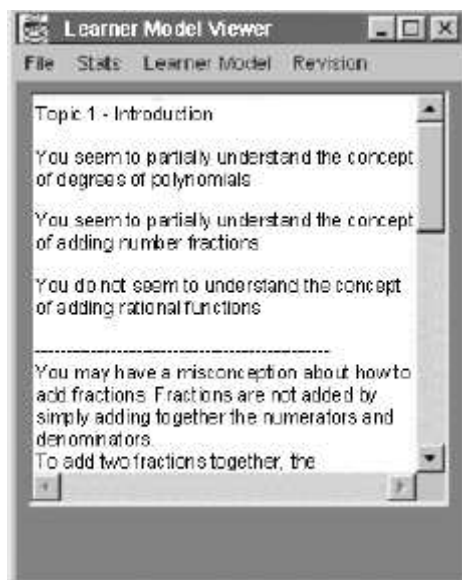 Learner Model Viewer
File Stats Learner Model Revision
Topic 1 - Introduction
You seem to partially understand the concept
of degrees of polynomials
You seem to partially understand the concept
of adding number fractions
You do not seem to understand the concept
of adding rational functions
-----------------------------------------------
You may have a misconception about how to
add fractions. Fractions are not added by
simply adding together the numerators and
denominators.
To add two fractions together, the